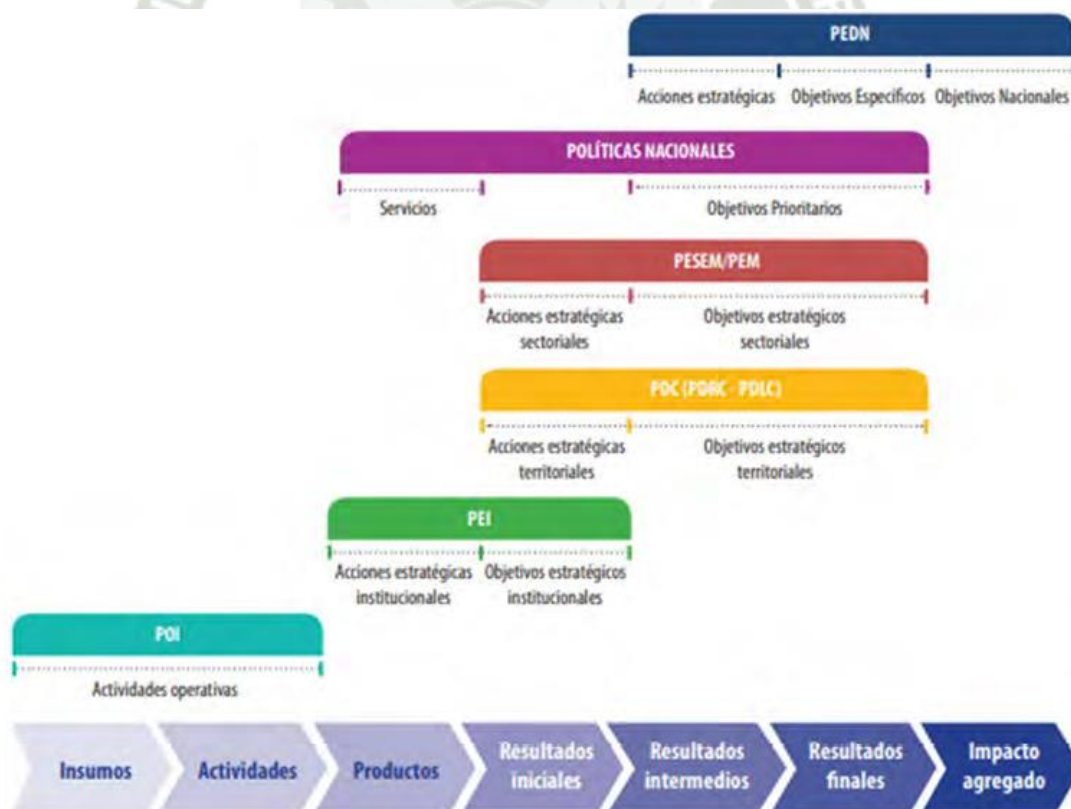 PEDN
Acciones estratégicas Objetivos Específicos Objetivos Nacionales
POLÍTICAS NACIONALES
Servicios Objetivos Prioritarios
PESEM/PEM
Acciones estratégicas Objetivos estratégicos
sectoriales sectoriales
PDC (PDRC - PDLC)
Acciones estratégicas Objetivos estratégicos
territoriales territoriales
PEI
Acciones estratégicas Objetivos estratégicos
institucionales institucionales
POI
Actividades operativas
Insumos Actividades Productos Resultados Resultados Resultados Impacto
iniciales intermedios finales agregado